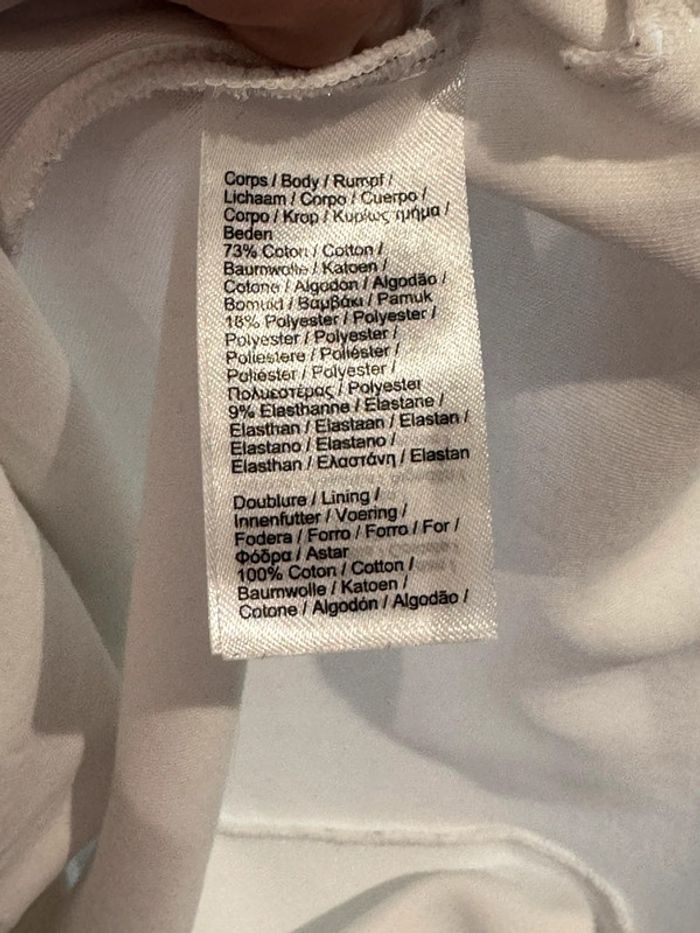 Corps / Body / Rumpf /
Lichaam / Corpo / Cuerpo /
Corpo / Krop / Κυρίως τμήμα /
Beden
73% Coton / Cotton /
Baumwolle / Katoen /
Cotone / Algodón / Algodão /
Bomuld / Βαμβάκι / Pamuk
18% Polyester / Polyester /
Polyester / Polyester /
Poliestere / Poliéster /
Poliéster / Polyester /
Πολυεστέρας / Polyester
9% Elasthanne / Elastane /
Elasthan / Elastaan / Elastan /
Elastano / Elastano /
Elasthan / Ελαστάνη / Elastan
Doublure / Lining /
Innenfutter / Voering /
Fodera / Forro / Forro / For /
Φόδρα / Astar
100% Coton / Cotton /
Baumwolle / Katoen /
Cotone / Algodón / Algodão /